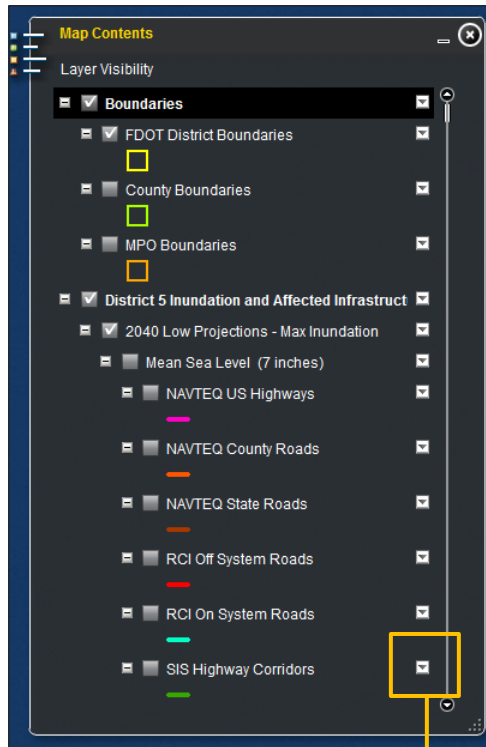 Map Contents
Layer Visibility
Boundaries
FDOT District Boundaries
County Boundaries
MPO Boundaries
District 5 Inundation and Affected Infrastruct
2040 Low Projections - Max Inundation
Mean Sea Level (7 inches)
NAVTEQ US Highways
NAVTEQ County Roads
NAVTEQ State Roads
RCI Off System Roads
RCI On System Roads
SIS Highway Corridors